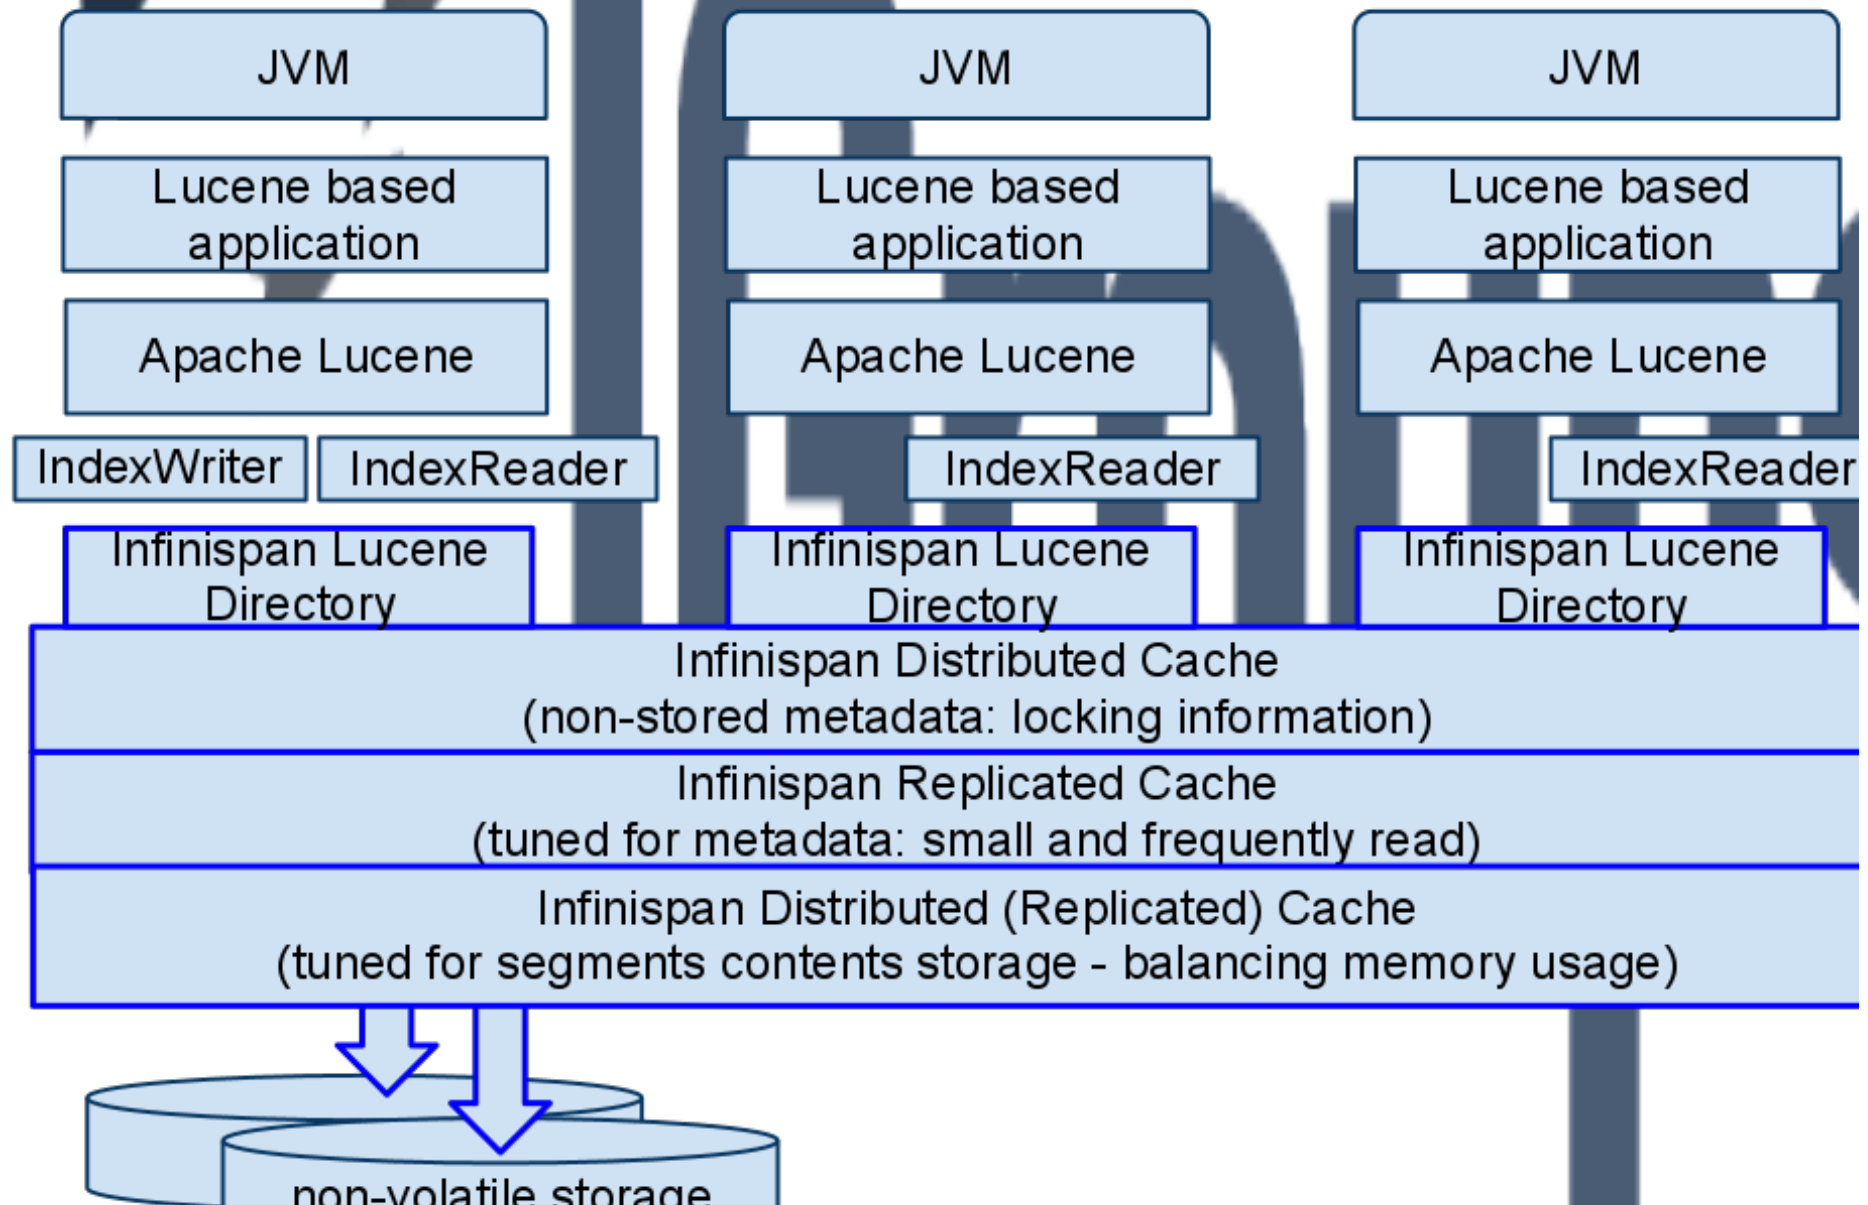 JVM
JVM
JVM
Lucene based
application
Lucene based
application
Lucene based
application
Apache Lucene
Apache Lucene
Apache Lucene
IndexWriter
IndexReader
IndexReader
IndexReader
Infinispan Lucene
Directory
Infinispan Lucene
Directory
Infinispan Lucene
Directory
Infinispan Distributed Cache
(non-stored metadata: locking information)
Infinispan Replicated Cache
(tuned for metadata: small and frequently read)
Infinispan Distributed (Replicated) Cache
(tuned for segments contents storage - balancing memory usage)
non-volatile storage